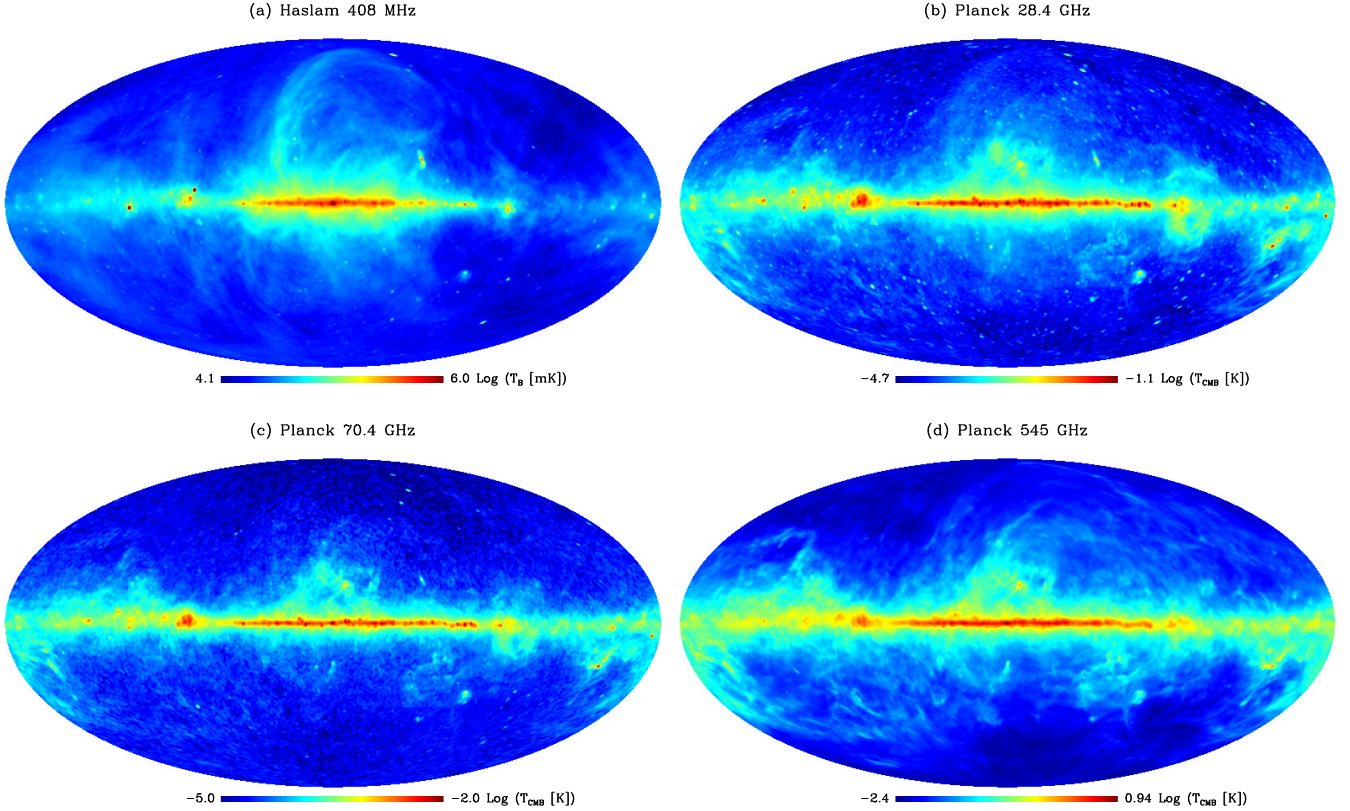 (a) Haslam 408 MHz
(b) Planck 28.4 GHz
4.1 6.0 Log (T_B [mK])
−4.7 −1.1 Log (T_CMB [K])
(c) Planck 70.4 GHz
(d) Planck 545 GHz
−5.0 −2.0 Log (T_CMB [K])
−2.4 0.94 Log (T_CMB [K])